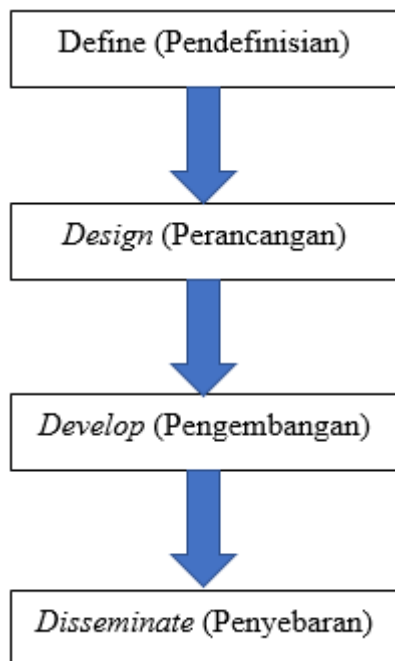 Define (Pendefinisian)
Design (Perancangan)
Develop (Pengembangan)
Disseminate (Penyebaran)